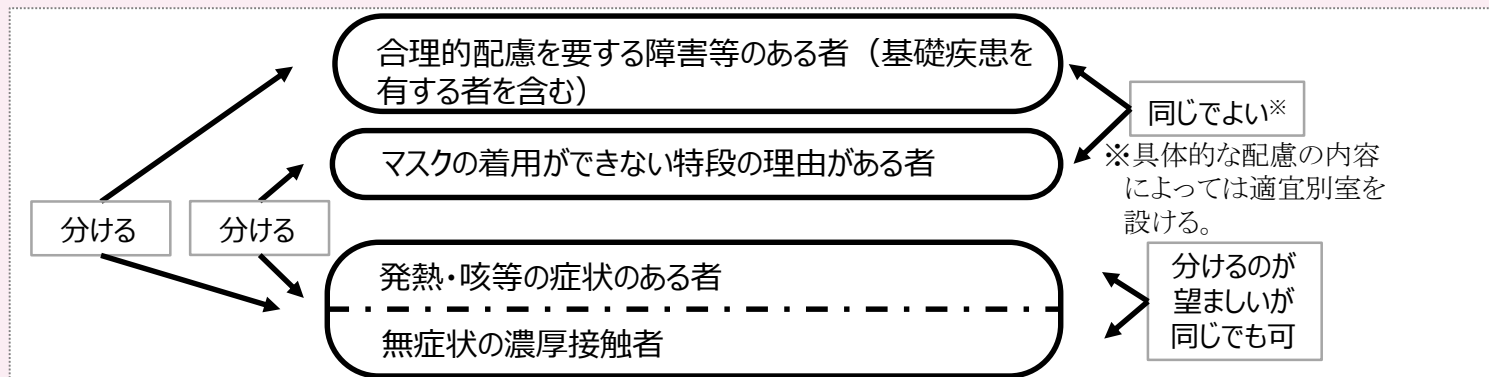 合理的配慮を要する障害等のある者（基礎疾患を
有する者を含む）
同じでよい※
マスクの着用ができない特段の理由がある者
※具体的な配慮の内容
によっては適宜別室を
設ける。
分ける
分ける
発熱・咳等の症状のある者
無症状の濃厚接触者
分けるのが
望ましいが
同じでも可